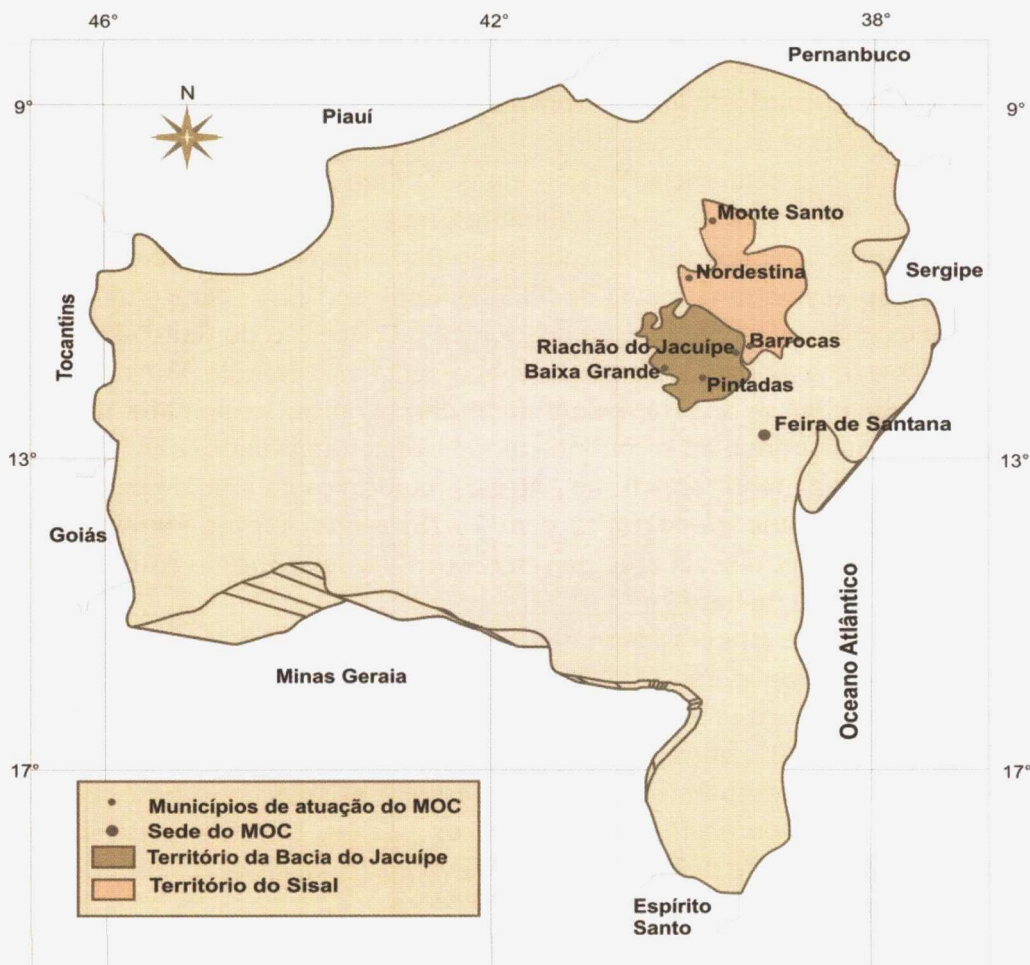 46°
42°
38°
Pernanbuco
9°
9°
N
Piauí
Monte Santo
Nordestina
Sergipe
Tocantins
Riachão do Jacuípe
Barrocas
Baixa Grande
Pintadas
Feira de Santana
13°
13°
Goiás
Oceano Atlântico
Minas Geraia
17°
17°
Municípios de atuação do MOC
Sede do MOC
Território da Bacia do Jacuípe
Território do Sisal
Espírito
Santo